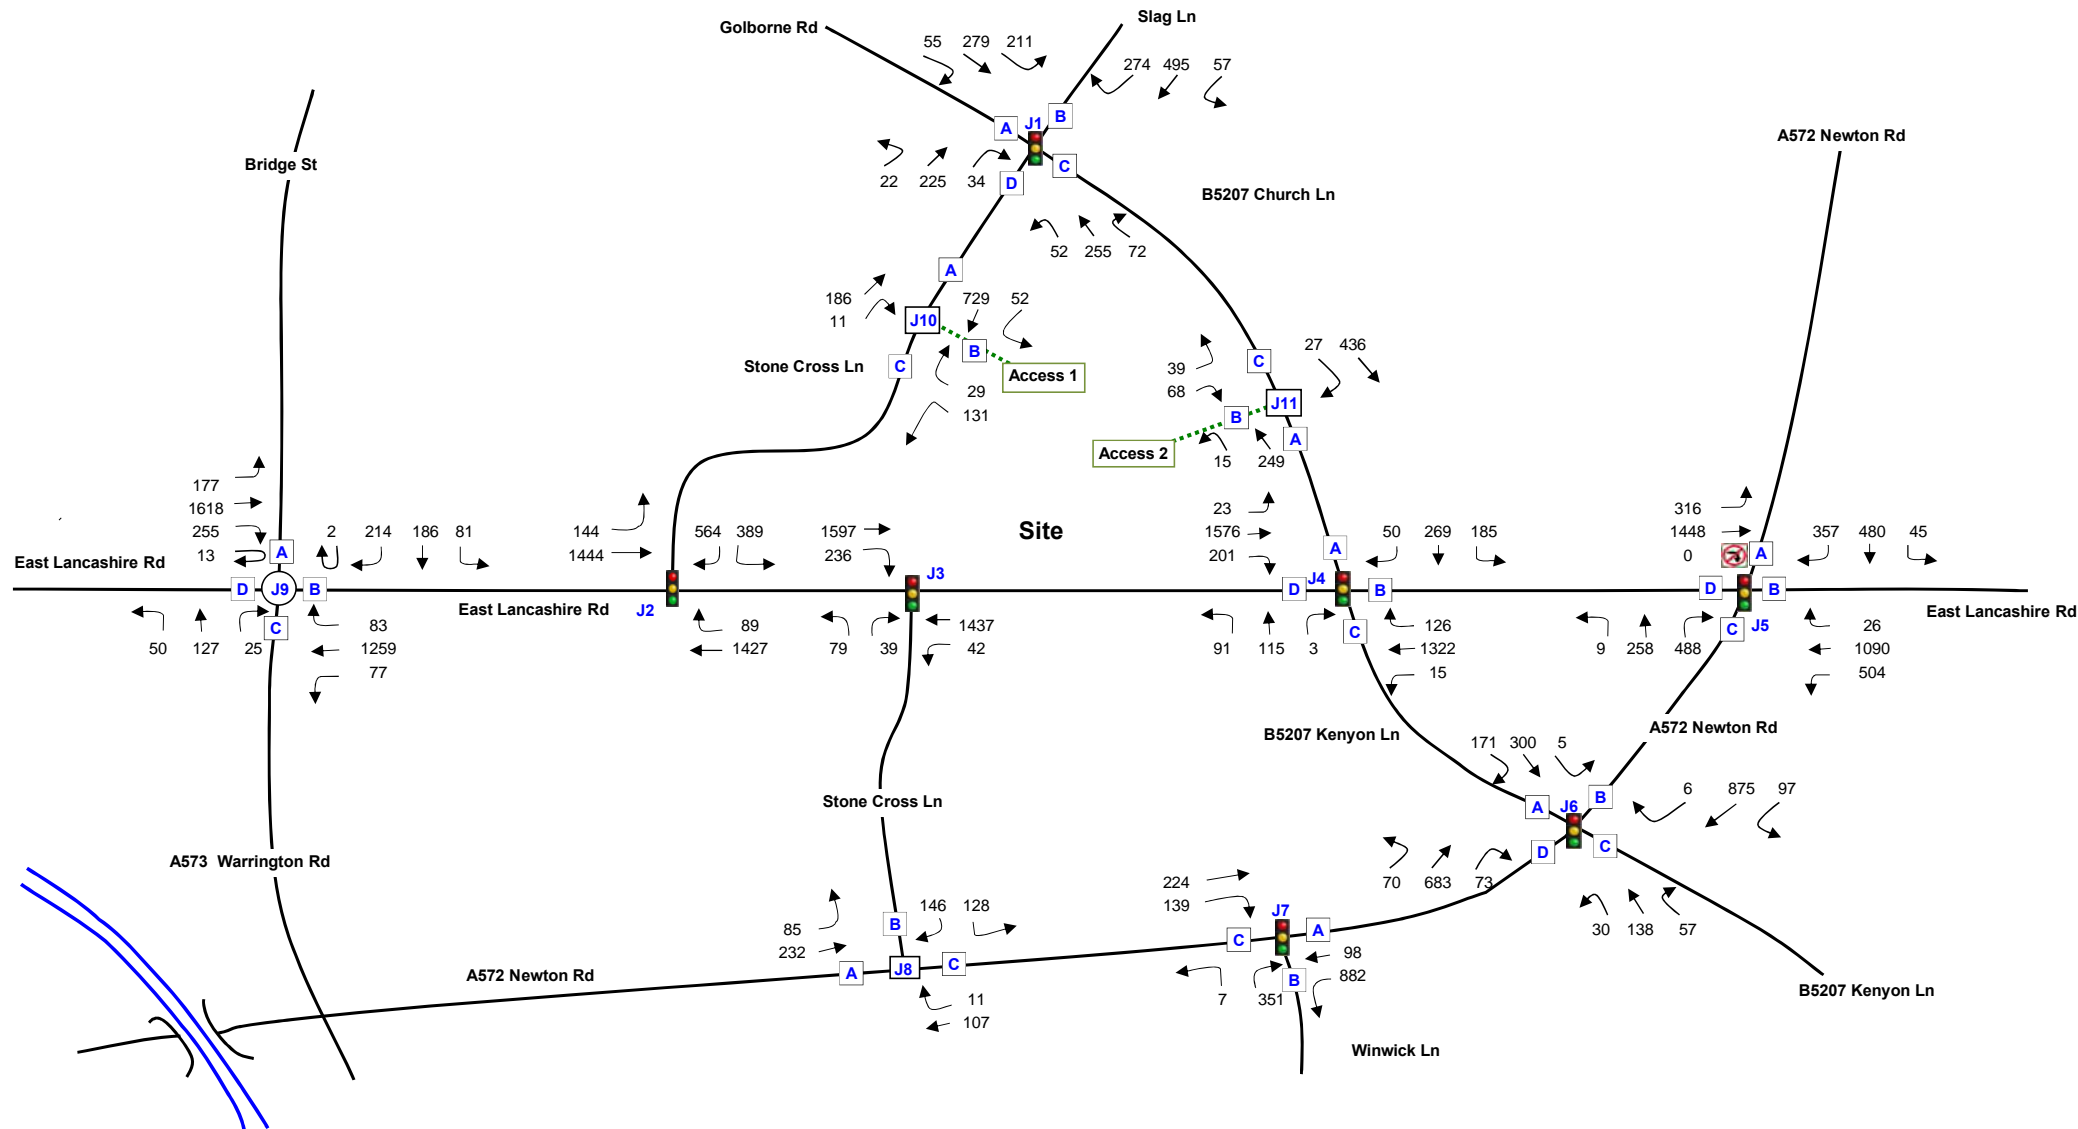 Golborne Rd
Slag Ln
55 279 211
274 495 57
A
B
J1
C
D
22 225 34
52 255 72
B5207 Church Ln
A572 Newton Rd
Bridge St
A
186
11
729 52
J10
B
C
Stone Cross Ln
Access 1
29
131
39
68
27 436
C
J11
B
A
Access 2
15 249
177
1618
255
13
2 214 186 81
144
1444
564 389
1597
236
Site
23
1576
201
50 269 185
316
1448
0
357 480 45
East Lancashire Rd
A
D
J9
B
C
East Lancashire Rd
J2
J3
A
D
J4
B
C
A
D
B
C
J5
East Lancashire Rd
50 127 25
83
1259
77
89
1427
79 39
1437
42
91 115 3
126
1322
15
9 258 488
26
1090
504
B5207 Kenyon Ln
A572 Newton Rd
171 300 5
6 875 97
Stone Cross Ln
A
J6
B
C
D
A573 Warrington Rd
70 683 73
30 138 57
224
139
J7
C
A
B
98
882
7 351
85
232
146 128
B
A
J8
C
11
107
A572 Newton Rd
B5207 Kenyon Ln
Winwick Ln